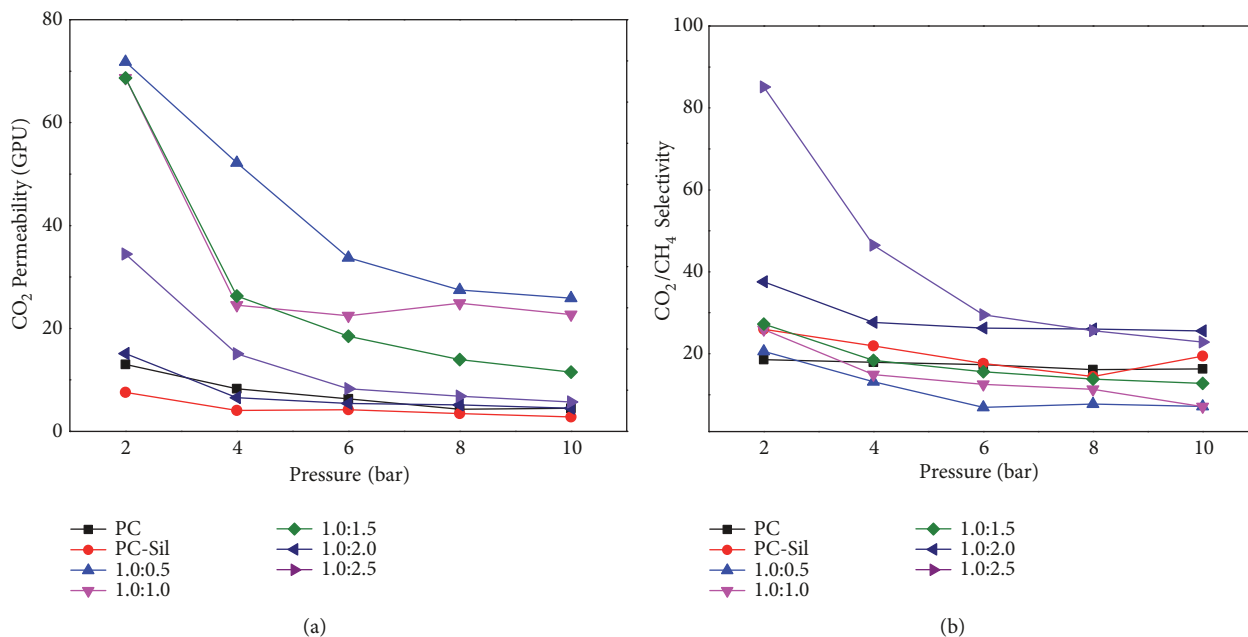 80
60
40
20
0
CO2 Permeability (GPU)
2 4 6 8 10
Pressure (bar)
PC
PC-Sil
1.0:0.5
1.0:1.0
1.0:1.5
1.0:2.0
1.0:2.5
(a)
100
80
60
40
20
CO2/CH4 Selectivity
2 4 6 8 10
Pressure (bar)
PC
PC-Sil
1.0:0.5
1.0:1.0
1.0:1.5
1.0:2.0
1.0:2.5
(b)